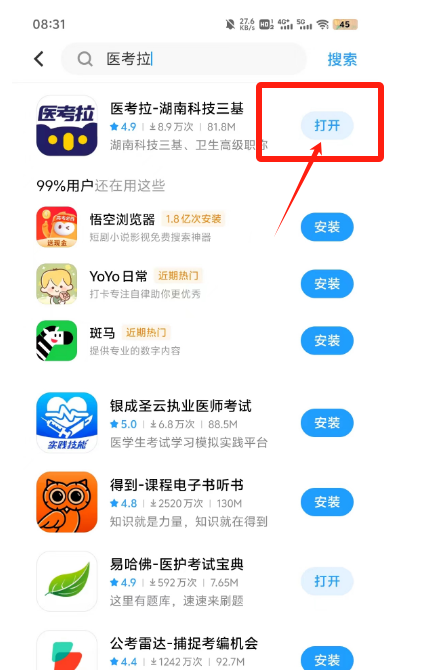 08:31
27.6 KB/s HD 4G+ 5G 45
医考拉
搜索
医考拉
医考拉-湖南科技三基
4.9 8.9万次 81.8M
打开
湖南科技三基、卫生高级职称
99%用户还在用这些
悟空浏览器 1.8亿次安装
送现金
短剧小说影视免费搜索神器
安装
YoYo日常 近期热门
打卡专注自律助你更优秀
安装
斑马 近期热门
提供专业的数字内容
安装
银成圣云执业医师考试
5.0 6.8万次 88.5M
实践技能
医学生考试学习模拟实践平台
安装
得到-课程电子书听书
4.8 2520万次 130M
知识就是力量，知识就在得到
安装
易哈佛-医护考试宝典
4.9 592万次 7.65M
这里有题库，速速来刷题
打开
公考雷达-捕捉考编机会
4.4 1242万次 92.7M
安装